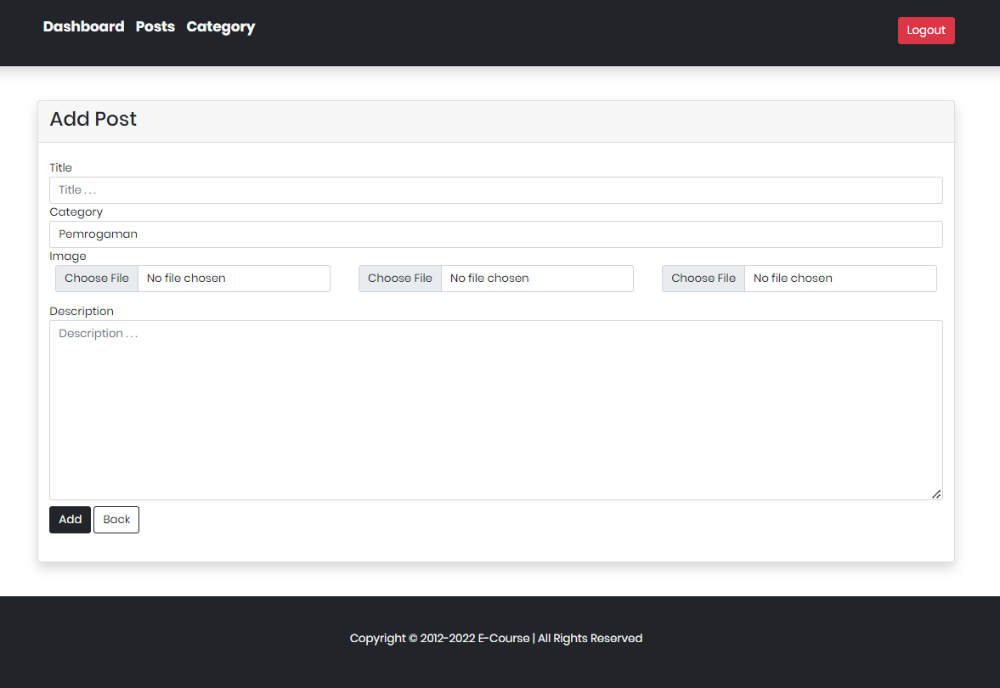 Dashboard Posts Category Logout
Add Post
Title
Title . . .
Category
Pemrogaman
Image
Choose File No file chosen Choose File No file chosen Choose File No file chosen
Description
Description . . .
Add Back
Copyright © 2012-2022 E-Course | All Rights Reserved